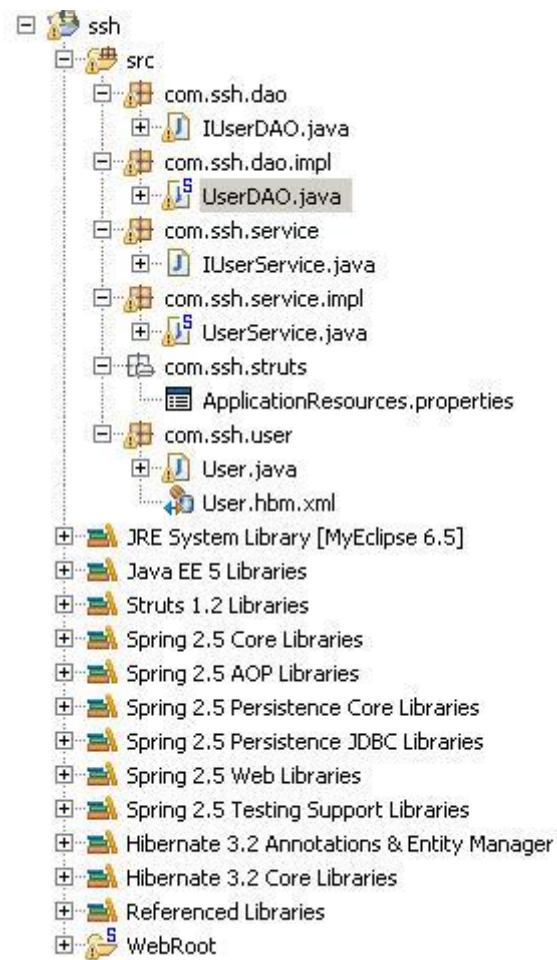 ssh
src
com.ssh.dao
IUserDAO.java
com.ssh.dao.impl
UserDAO.java
com.ssh.service
IUserService.java
com.ssh.service.impl
UserService.java
com.ssh.struts
ApplicationResources.properties
com.ssh.user
User.java
User.hbm.xml
JRE System Library [MyEclipse 6.5]
Java EE 5 Libraries
Struts 1.2 Libraries
Spring 2.5 Core Libraries
Spring 2.5 AOP Libraries
Spring 2.5 Persistence Core Libraries
Spring 2.5 Persistence JDBC Libraries
Spring 2.5 Web Libraries
Spring 2.5 Testing Support Libraries
Hibernate 3.2 Annotations & Entity Manager
Hibernate 3.2 Core Libraries
Referenced Libraries
WebRoot